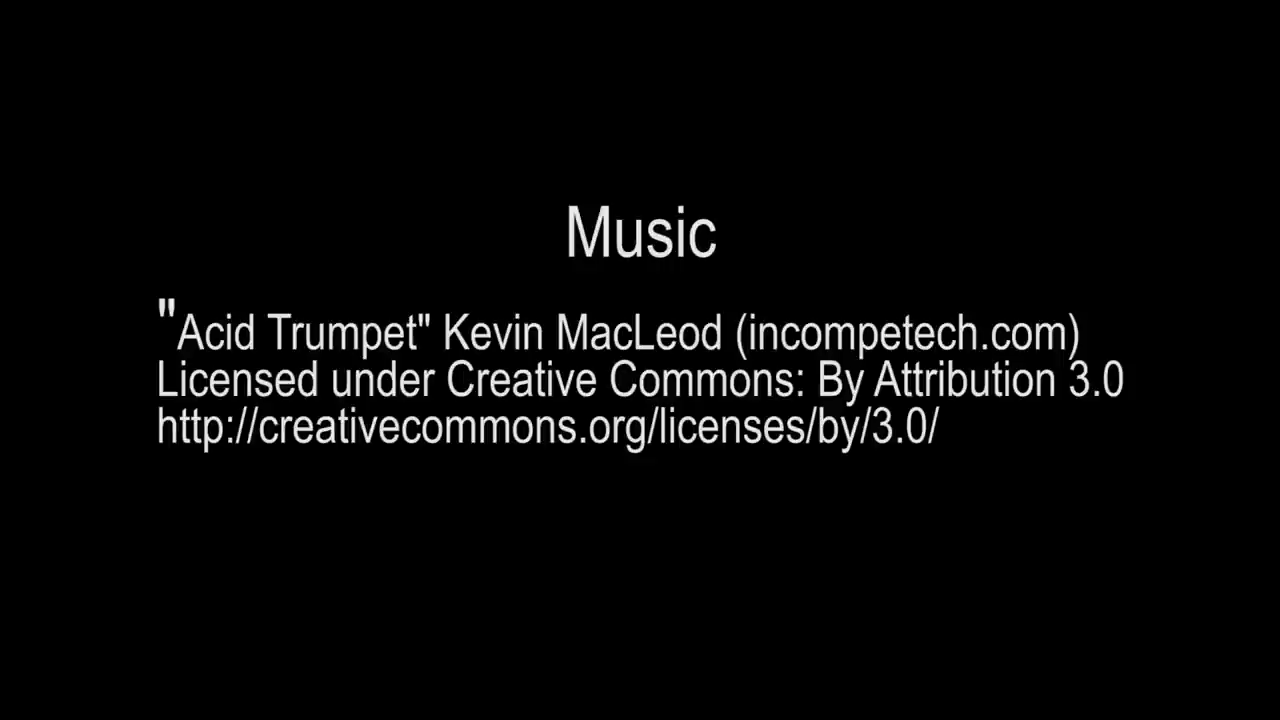 Music
"Acid Trumpet" Kevin MacLeod (incompetech.com)
Licensed under Creative Commons: By Attribution 3.0
http://creativecommons.org/licenses/by/3.0/